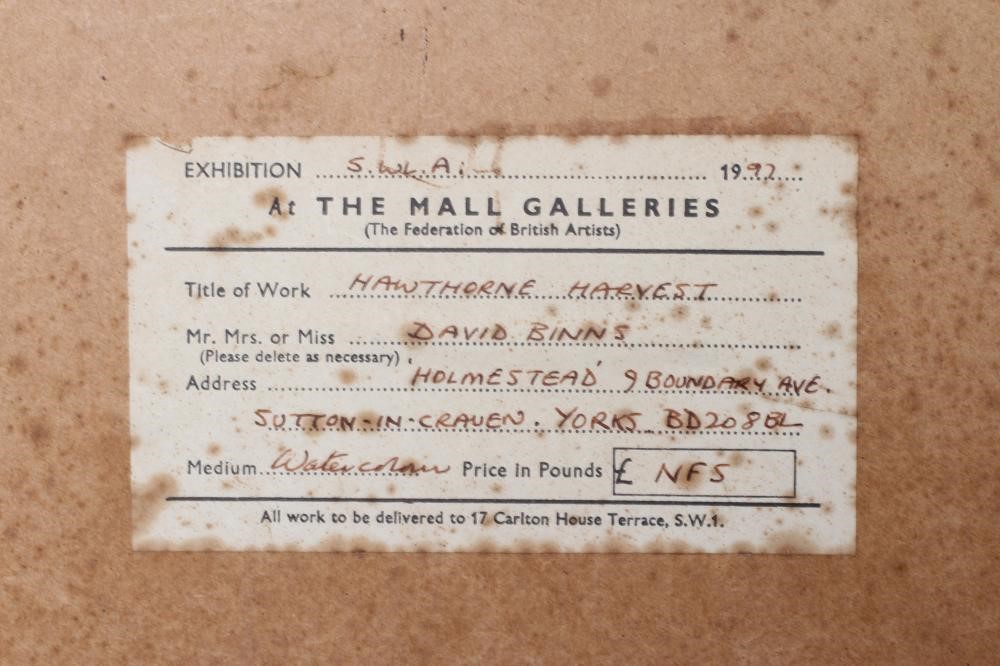 EXHIBITION S.W.L.A. 1992
At THE MALL GALLERIES
(The Federation of British Artists)
Title of Work HAWTHORNE HARVEST
Mr. Mrs. or Miss DAVID BINNS
(Please delete as necessary)
Address HOLMESTEAD' 9 BOUNDARY AVE.
SUTTON-IN-CRAVEN. YORKS BD20 8BL
Medium Watercolour Price in Pounds £ NFS
All work to be delivered to 17 Carlton House Terrace, S.W.1.